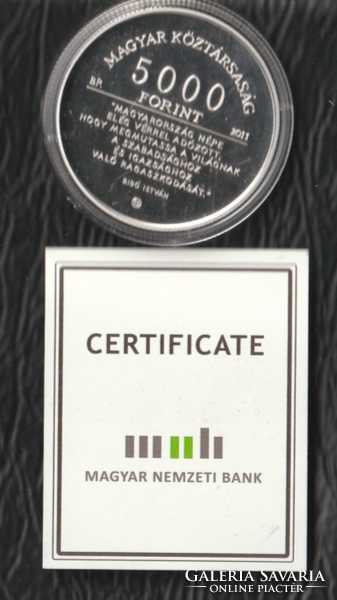 MAGYAR KÖZTÁRSASÁG
5000
BP. FORINT 2011
"MAGYARORSZÁG NÉPE
ELÉG VÉRREL ADÓZOTT,
HOGY MEGMUTASSA A VILÁGNAK
A SZABADSÁGHOZ
ÉS IGAZSÁGHOZ
VALÓ RAGASZKODÁSÁT."
BIBÓ ISTVÁN
CERTIFICATE
MAGYAR NEMZETI BANK
GALERIA SAVARIA
ONLINE PIACTÉR